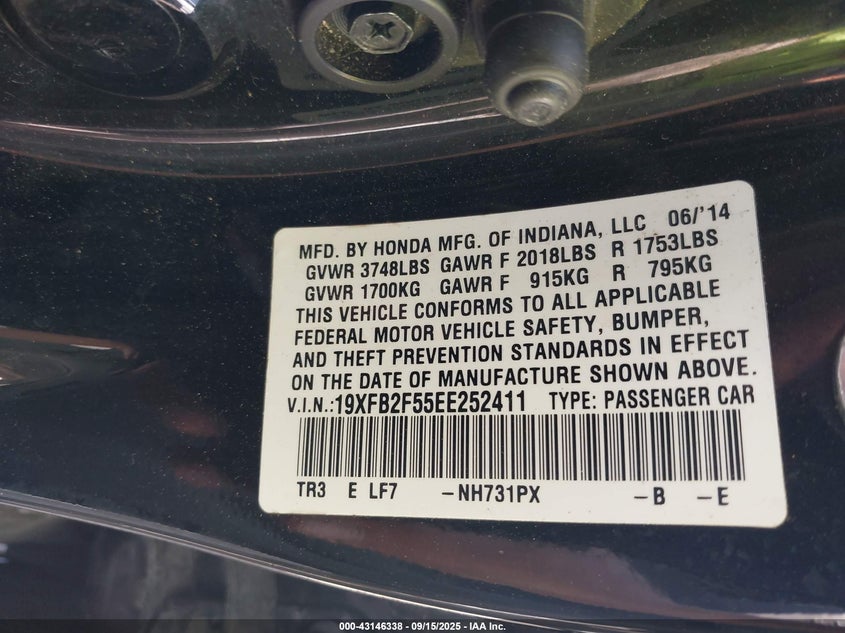 MFD. BY HONDA MFG. OF INDIANA, LLC 06/'14
GVWR 3748LBS GAWR F 2018LBS R 1753LBS
GVWR 1700KG GAWR F 915KG R 795KG
THIS VEHICLE CONFORMS TO ALL APPLICABLE
FEDERAL MOTOR VEHICLE SAFETY, BUMPER,
AND THEFT PREVENTION STANDARDS IN EFFECT
ON THE DATE OF MANUFACTURE SHOWN ABOVE.
V.I.N.:19XFB2F55EE252411 TYPE: PASSENGER CAR
TR3 E LF7 -NH731PX -B -E
000-43146338 - 09/15/2025 - IAA Inc.